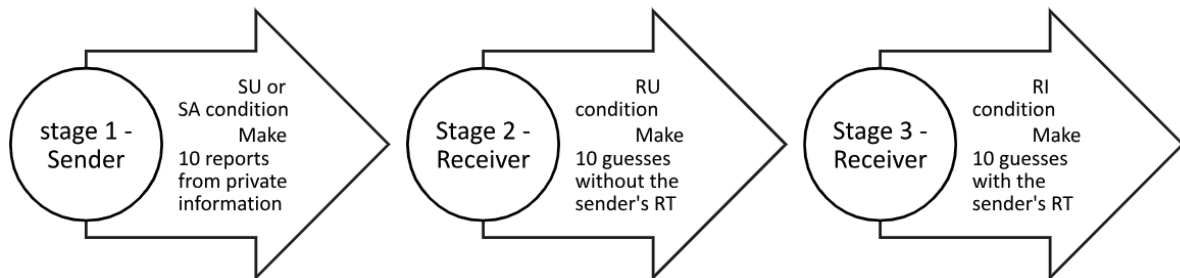 stage 1 -
Sender
SU or
SA condition
Make
10 reports
from private
information
Stage 2 -
Receiver
RU
condition
Make
10 guesses
without the
sender's RT
Stage 3 -
Receiver
RI
condition
Make
10 guesses
with the
sender's RT